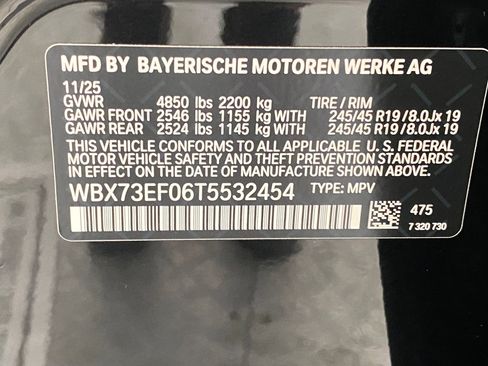 MFD BY BAYERISCHE MOTOREN WERKE AG
11/25
GVWR 4850 lbs 2200 kg TIRE / RIM
GAWR FRONT 2546 lbs 1155 kg WITH 245/45 R19/8.0Jx 19
GAWR REAR 2524 lbs 1145 kg WITH 245/45 R19/8.0Jx 19
THIS VEHICLE CONFORMS TO ALL APPLICABLE U. S. FEDERAL
MOTOR VEHICLE SAFETY AND THEFT PREVENTION STANDARDS
IN EFFECT ON THE DATE OF MANUFACTURE SHOWN ABOVE.
WBX73EF06T5532454 TYPE: MPV
475
7 320 730